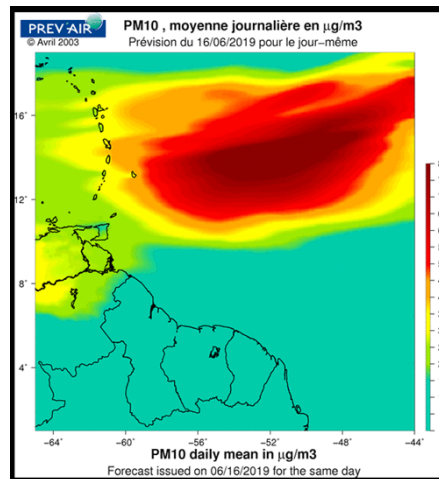 PREV'AIR
© Avril 2003
PM10 , moyenne journalière en µg/m3
Prévision du 16/06/2019 pour le jour−même
16˚
12˚
8˚
4˚
−64˚ −60˚ −56˚ −52˚ −48˚ −44˚
PM10 daily mean in µg/m3
Forecast issued on 06/16/2019 for the same day